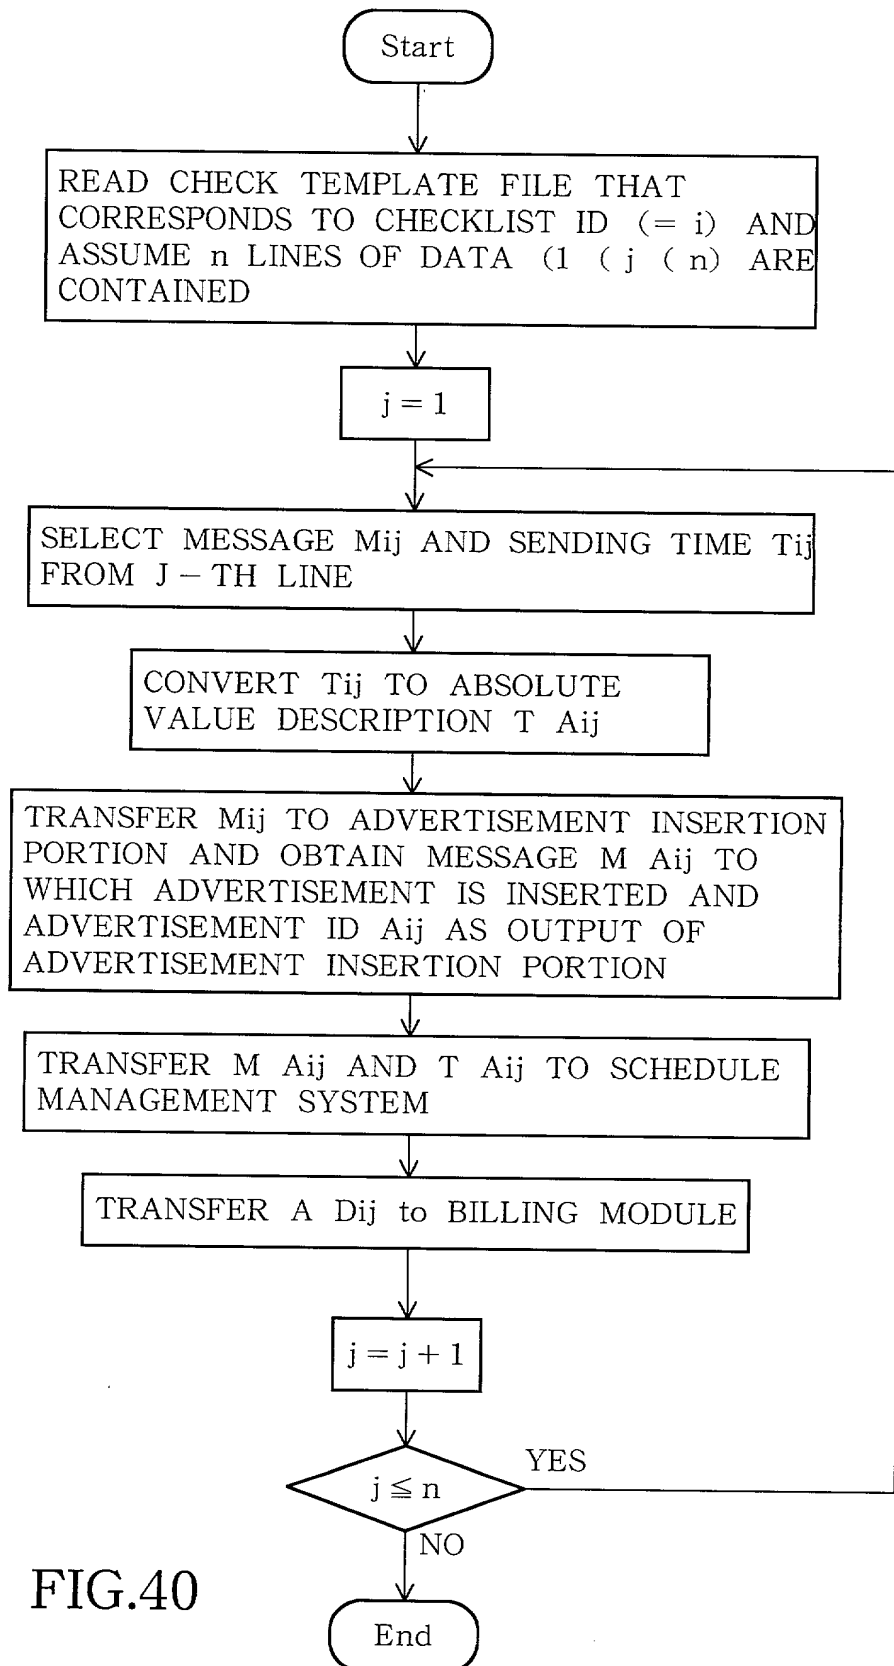 Start
READ CHECK TEMPLATE FILE THAT
CORRESPONDS TO CHECKLIST ID (= i) AND
ASSUME n LINES OF DATA (1 ( j ( n) ARE
CONTAINED
j = 1
SELECT MESSAGE Mij AND SENDING TIME Tij
FROM J - TH LINE
CONVERT Tij TO ABSOLUTE
VALUE DESCRIPTION T Aij
TRANSFER Mij TO ADVERTISEMENT INSERTION
PORTION AND OBTAIN MESSAGE M Aij TO
WHICH ADVERTISEMENT IS INSERTED AND
ADVERTISEMENT ID Aij AS OUTPUT OF
ADVERTISEMENT INSERTION PORTION
TRANSFER M Aij AND T Aij TO SCHEDULE
MANAGEMENT SYSTEM
TRANSFER A Dij to BILLING MODULE
j = j + 1
j ≦ n
YES
NO
End
FIG.40